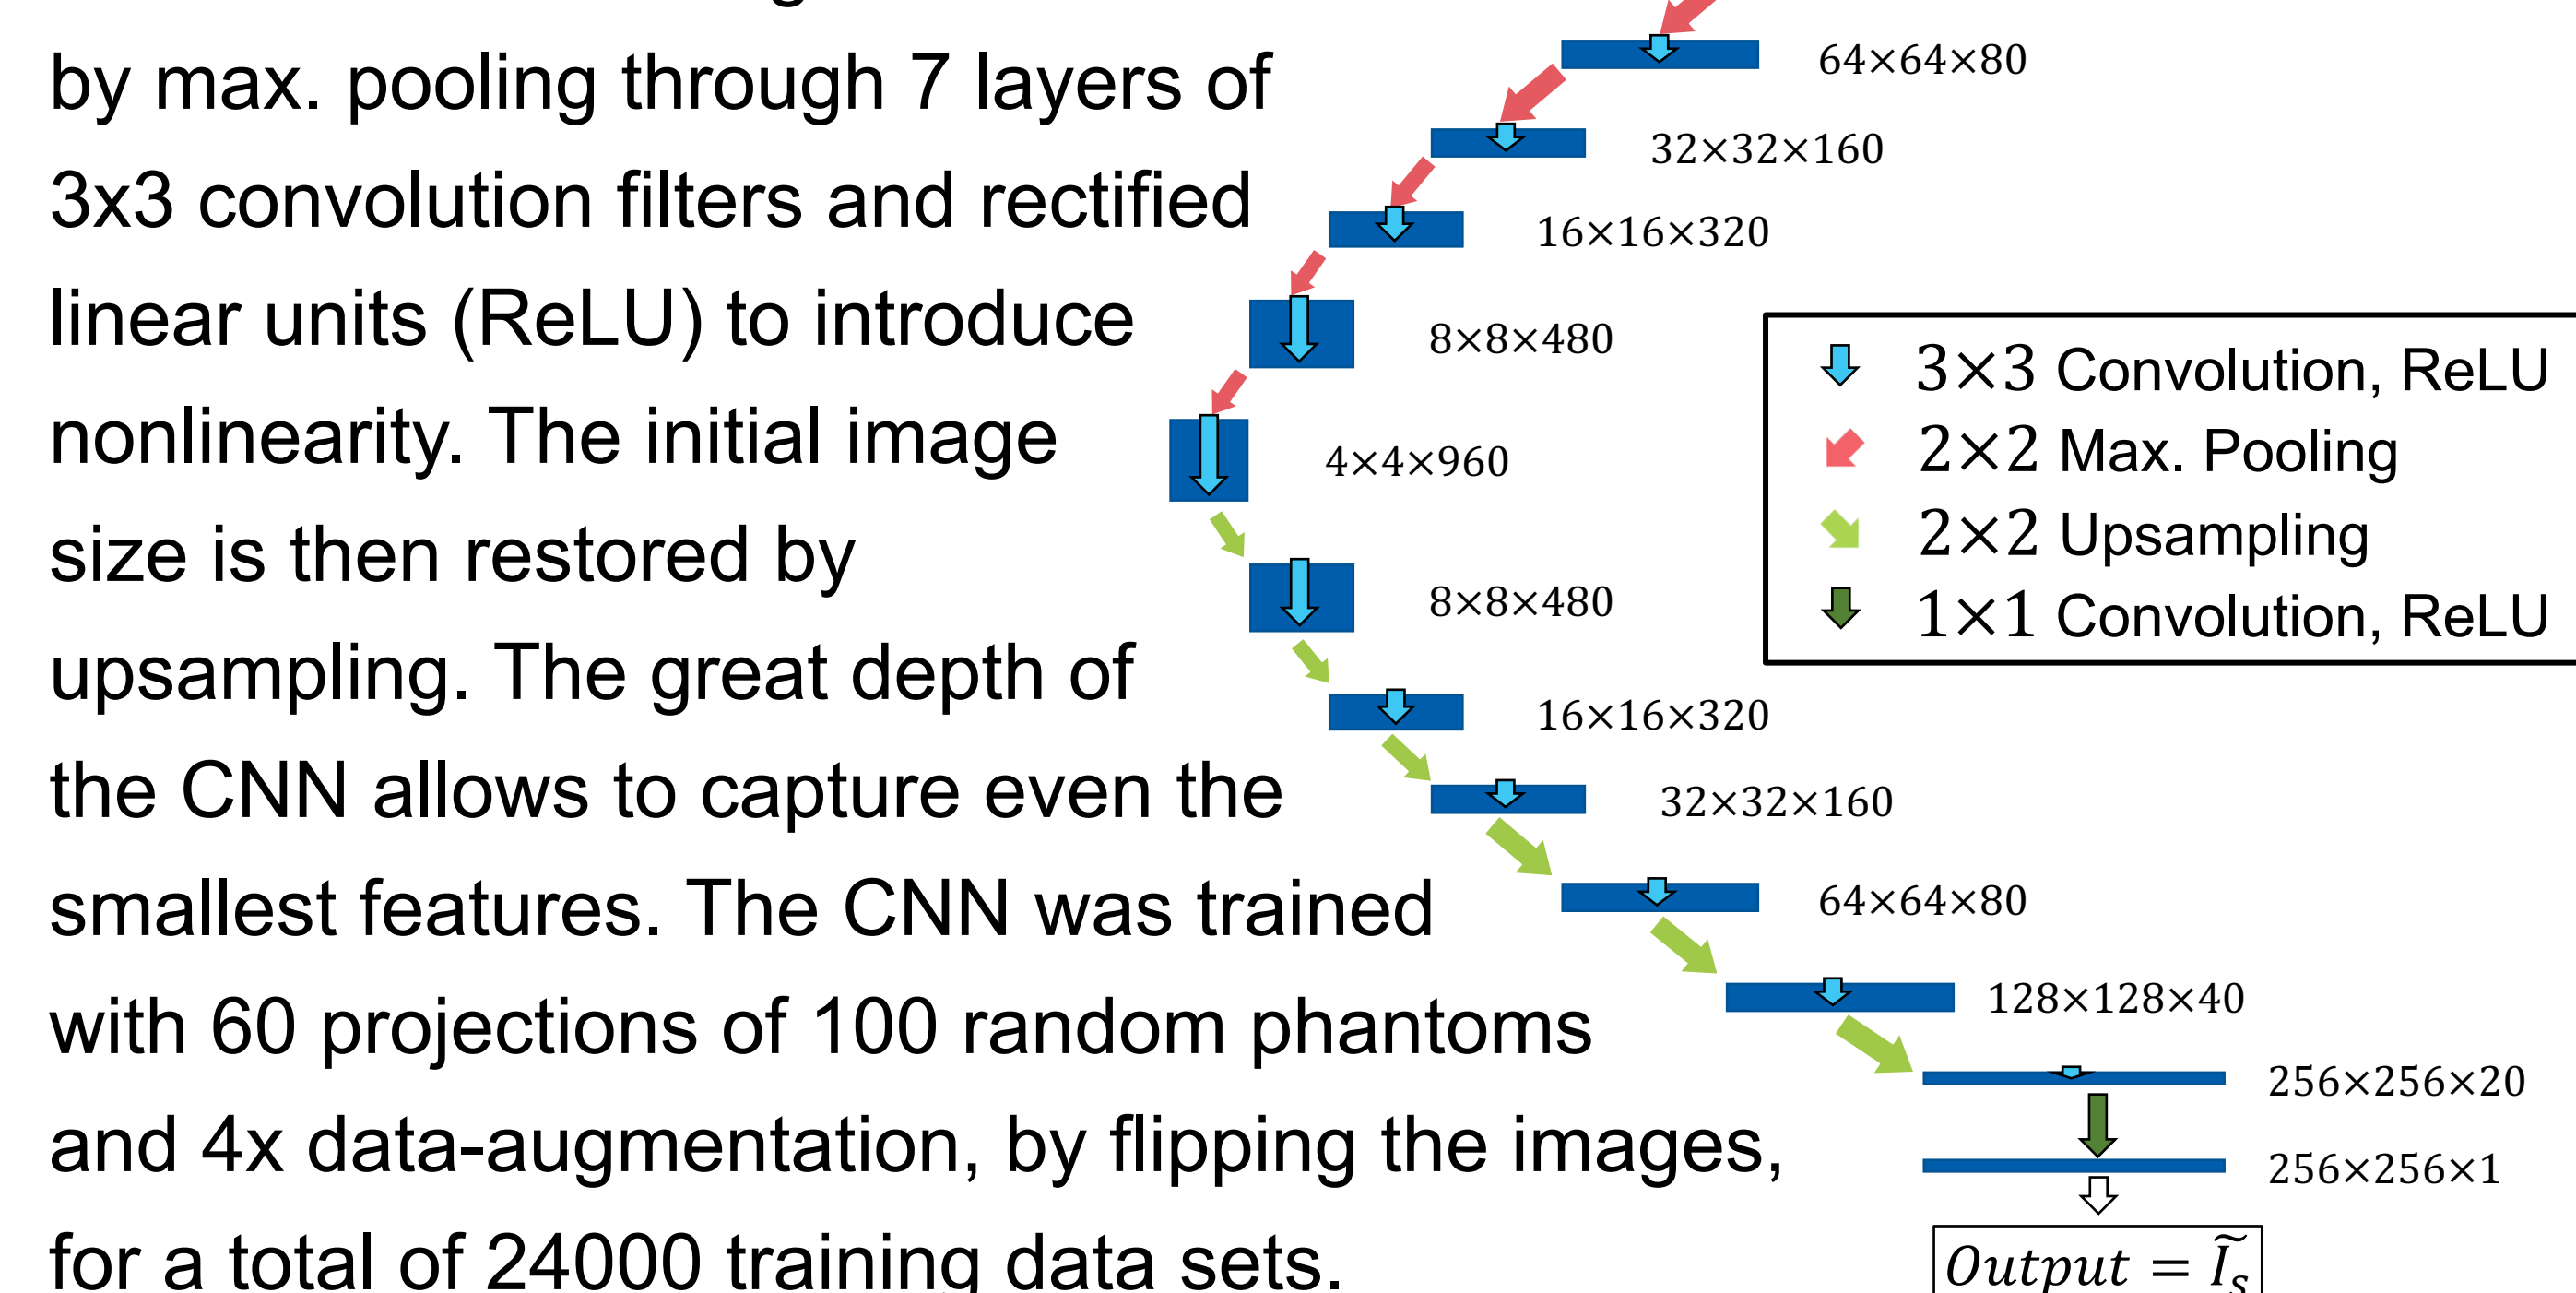 by max. pooling through 7 layers of
3x3 convolution filters and rectified
linear units (ReLU) to introduce
nonlinearity. The initial image
size is then restored by
upsampling. The great depth of
the CNN allows to capture even the
smallest features. The CNN was trained
with 60 projections of 100 random phantoms
and 4x data-augmentation, by flipping the images,
for a total of 24000 training data sets.
64×64×80
32×32×160
16×16×320
8×8×480
4×4×960
8×8×480
16×16×320
32×32×160
64×64×80
128×128×40
256×256×20
256×256×1
Output = Ĩₛ
3×3 Convolution, ReLU
2×2 Max. Pooling
2×2 Upsampling
1×1 Convolution, ReLU